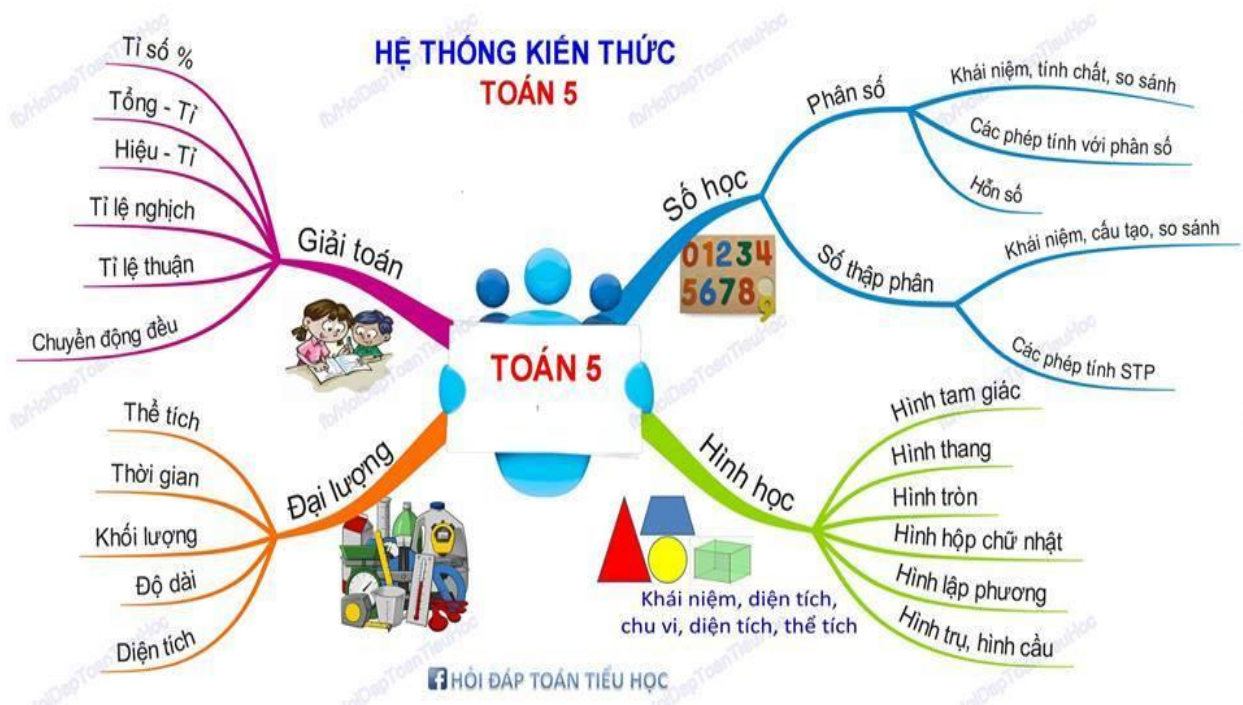 HỆ THỐNG KIẾN THỨC
TOÁN 5
Tỉ số %
Tổng - Tỉ
Hiệu - Tỉ
Tỉ lệ nghịch
Tỉ lệ thuận
Chuyển động đều
Giải toán
Số học
Phân số
Khái niệm, tính chất, so sánh
Các phép tính với phân số
Hỗn số
Số thập phân
Khái niệm, cấu tạo, so sánh
Các phép tính STP
01234
5678,
TOÁN 5
Thể tích
Thời gian
Khối lượng
Độ dài
Diện tích
Đại lượng
Hình học
Hình tam giác
Hình thang
Hình tròn
Hình hộp chữ nhật
Hình lập phương
Hình trụ, hình cầu
Khái niệm, diện tích,
chu vi, diện tích, thể tích
f HỎI ĐÁP TOÁN TIỂU HỌC
fb/HoiDapToanTieuHoc